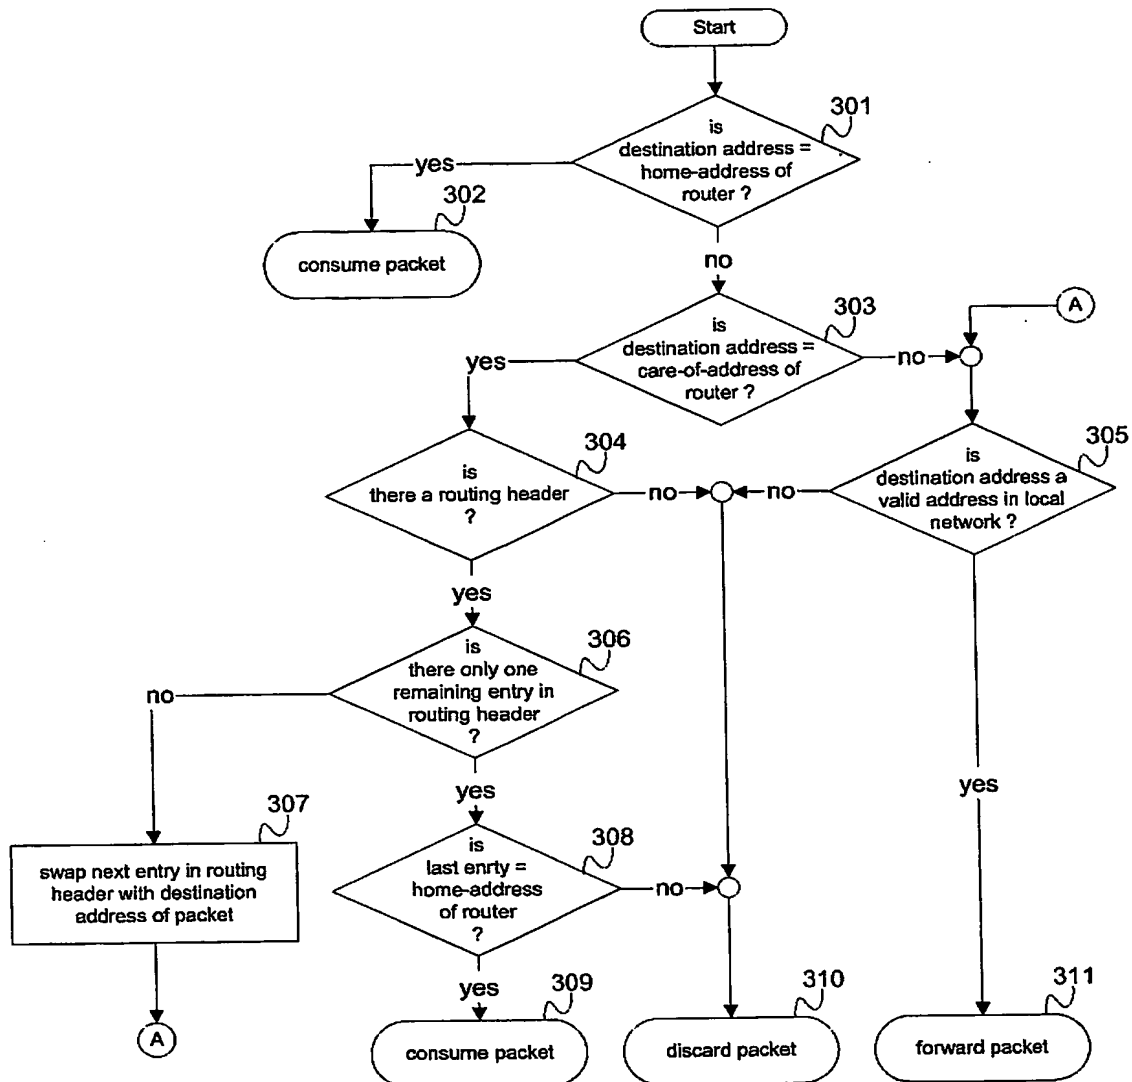 Start
301
is
destination address =
home-address of
router ?
yes
302
consume packet
no
303
is
destination address =
care-of-address of
router ?
A
yes
no
304
is
there a routing header
?
no
305
is
destination address a
valid address in local
network ?
no
yes
306
is
there only one
remaining entry in
routing header
?
no
yes
yes
307
swap next entry in routing
header with destination
address of packet
308
is
last enrty =
home-address
of router
?
no
yes
A
309
consume packet
310
discard packet
311
forward packet